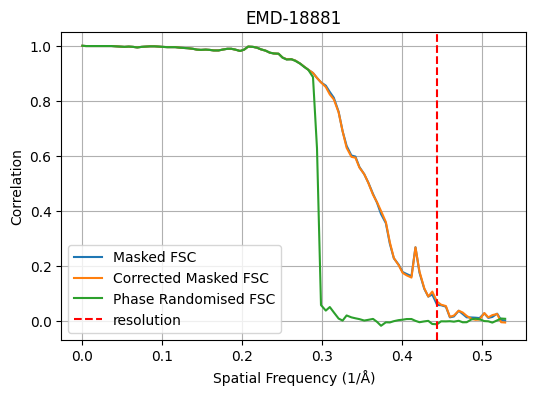 EMD-18881
Correlation
1.0
0.8
0.6
0.4
0.2
0.0
Masked FSC
Corrected Masked FSC
Phase Randomised FSC
resolution
0.0 0.1 0.2 0.3 0.4 0.5
Spatial Frequency (1/Å)